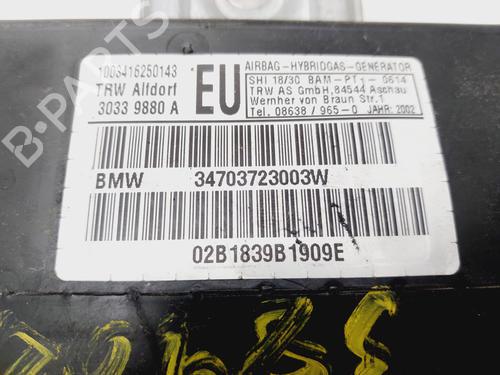 1003416250143
TRW Alfdorf
3033 9880 A
EU
AIRBAG-HYBRIDGAS-GENERATOR
SHI 18/30 BAM-PT1-0614
TRW AS GmbH, 84544 Aschau
Wernher von Braun Str.1
Tel. 08638/965-0 JAHR: 2002
BMW 34703723003W
02B1839B1909E
B-PARTS